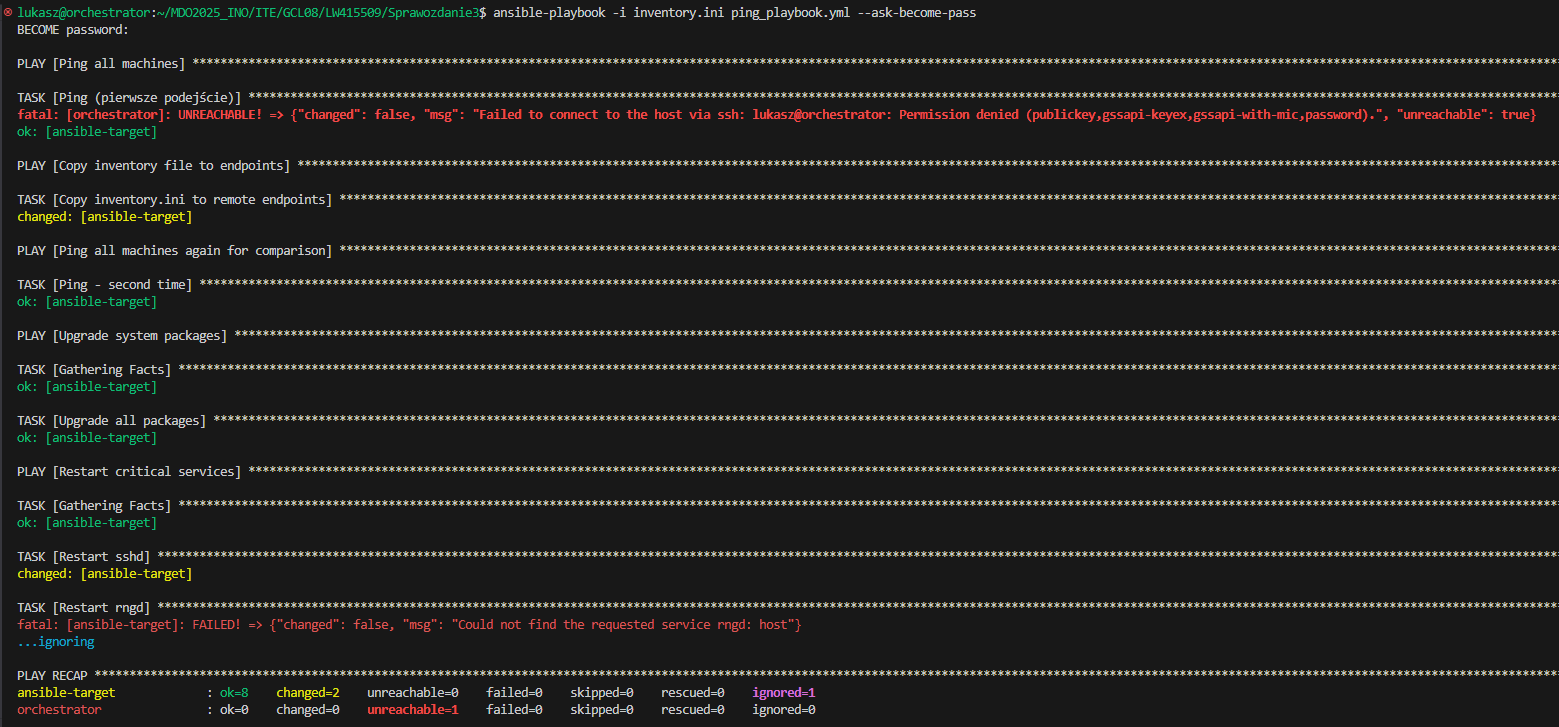 lukasz@orchestrator:~/MDO2025_INO/ITE/GCL08/LW415509/Sprawozdanie3$ ansible-playbook -i inventory.ini ping_playbook.yml --ask-become-pass
BECOME password:
PLAY [Ping all machines] ****************************************************************
TASK [Ping (pierwsze podejście)] ****************************************************************
fatal: [orchestrator]: UNREACHABLE! => {"changed": false, "msg": "Failed to connect to the host via ssh: lukasz@orchestrator: Permission denied (publickey,gssapi-keyex,gssapi-with-mic,password).", "unreachable": true}
ok: [ansible-target]
PLAY [Copy inventory file to endpoints] ****************************************************************
TASK [Copy inventory.ini to remote endpoints] ****************************************************************
changed: [ansible-target]
PLAY [Ping all machines again for comparison] ****************************************************************
TASK [Ping - second time] ****************************************************************
ok: [ansible-target]
PLAY [Upgrade system packages] ****************************************************************
TASK [Gathering Facts] ****************************************************************
ok: [ansible-target]
TASK [Upgrade all packages] ****************************************************************
ok: [ansible-target]
PLAY [Restart critical services] ****************************************************************
TASK [Gathering Facts] ****************************************************************
ok: [ansible-target]
TASK [Restart sshd] ****************************************************************
changed: [ansible-target]
TASK [Restart rngd] ****************************************************************
fatal: [ansible-target]: FAILED! => {"changed": false, "msg": "Could not find the requested service rngd: host"}
...ignoring
PLAY RECAP ****************************************************************
ansible-target : ok=8 changed=2 unreachable=0 failed=0 skipped=0 rescued=0 ignored=1
orchestrator : ok=0 changed=0 unreachable=1 failed=0 skipped=0 rescued=0 ignored=0